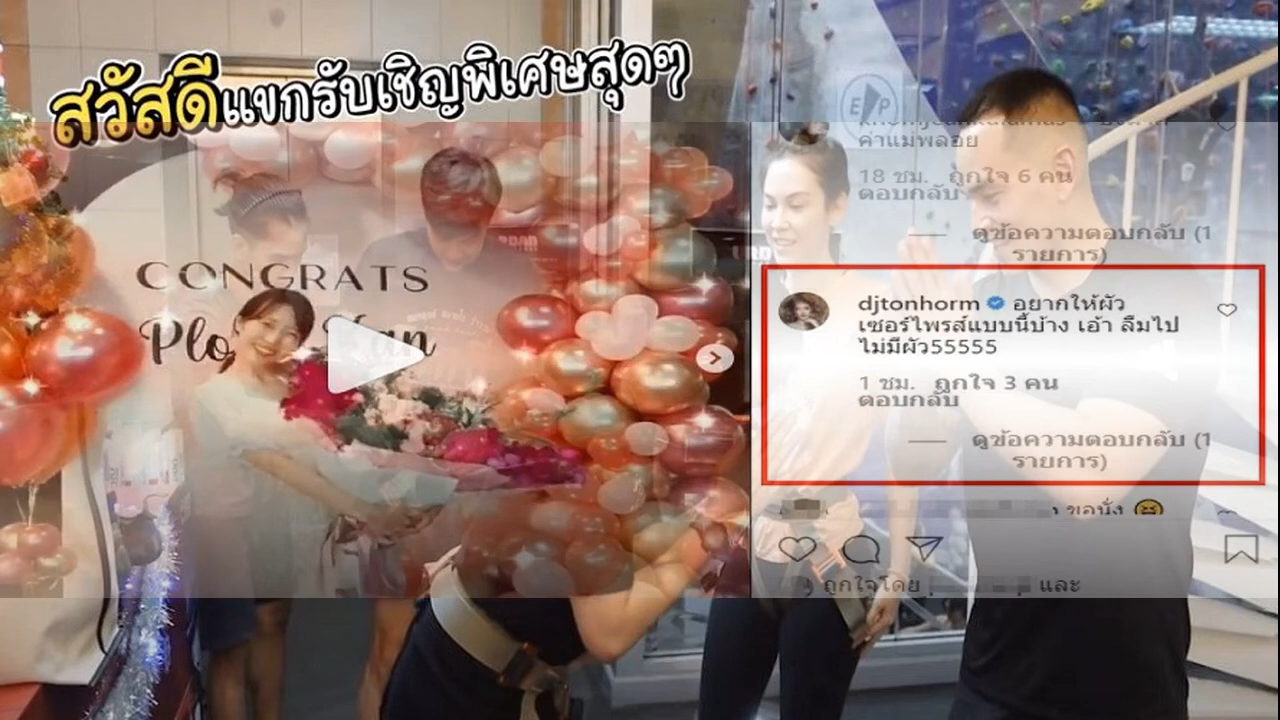 สวัสดีแขกรับเชิญพิเศษสุดๆ
EP
ค่าแม่พลอย
18 ชม. ถูกใจ 6 คน
ตอบกลับ
ดูข้อความตอบกลับ (1
รายการ)
CONGRATS
djtonhorm อยากให้ผัว
เซอร์ไพรส์แบบนี้บ้าง เอ้า ลืมไป
ไม่มีผัว55555
1 ชม. ถูกใจ 3 คน
ตอบกลับ
ดูข้อความตอบกลับ (1
รายการ)
ขอนั่ง
ถูกใจโดย และ